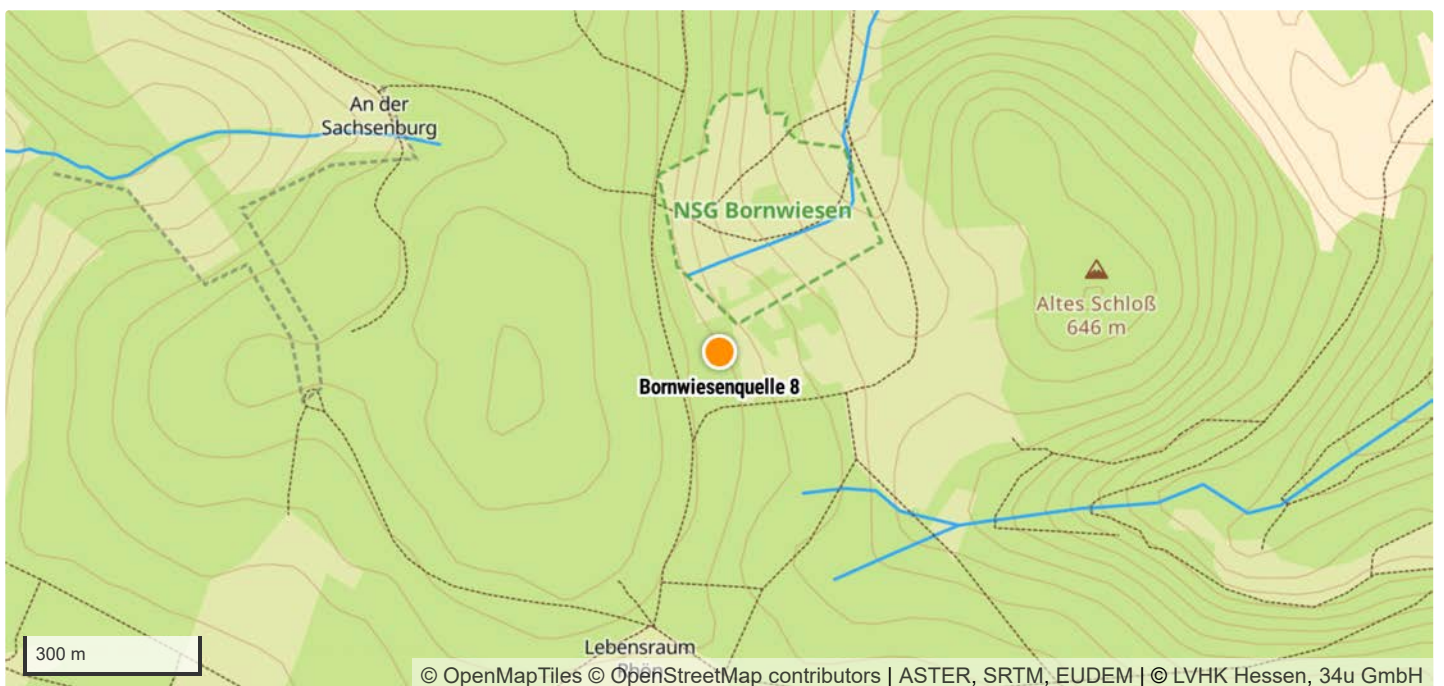 An der
Sachsenburg
NSG Bornwiesen
Altes Schloß
646 m
Bornwiesenquelle 8
Lebensraum
Rhön
300 m
© OpenMapTiles © OpenStreetMap contributors | ASTER, SRTM, EUDEM | © LVHK Hessen, 34u GmbH